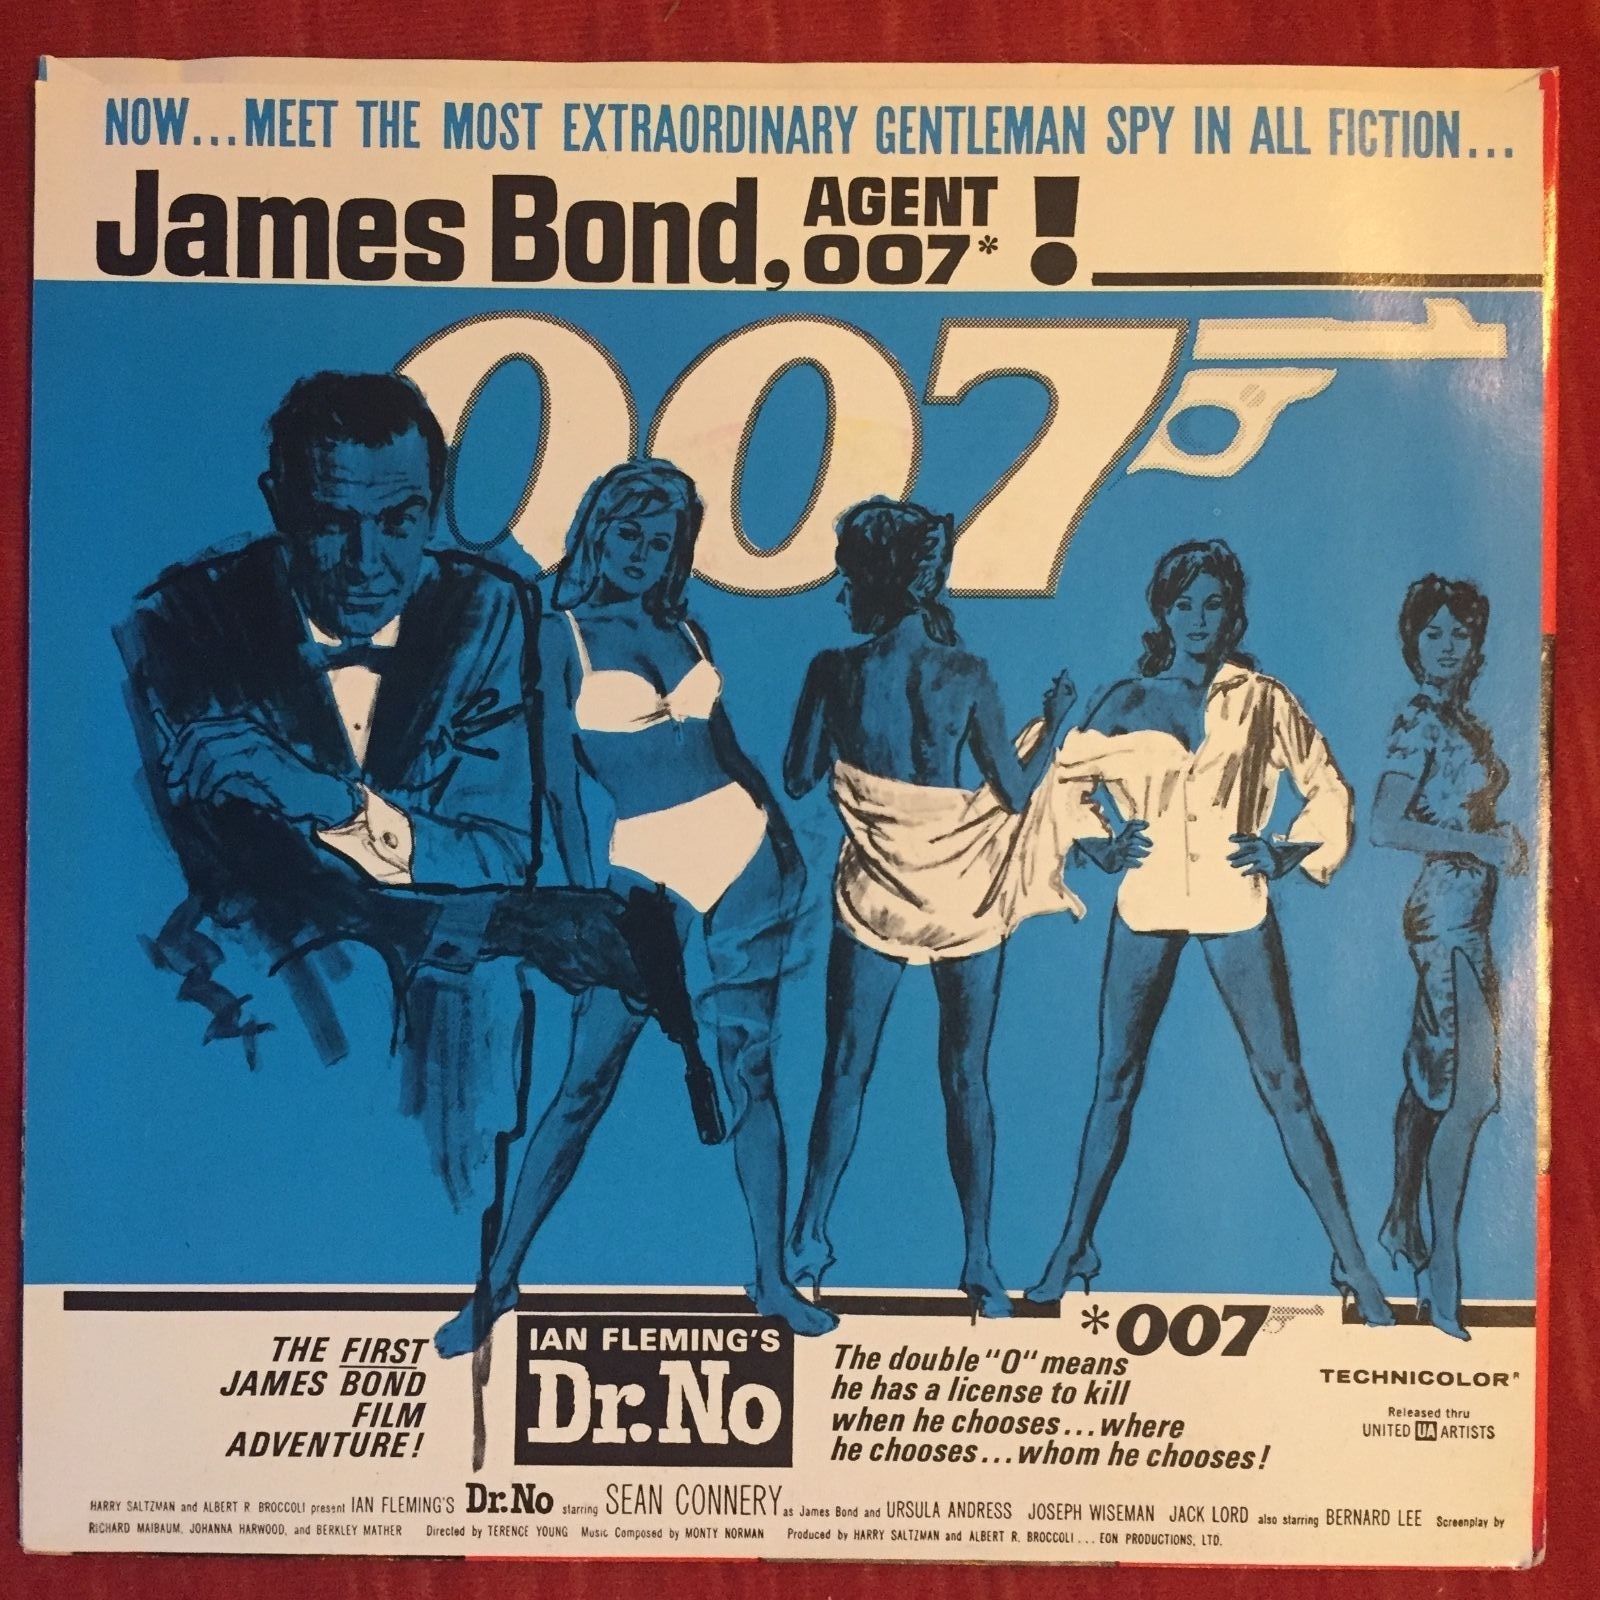 NOW...MEET THE MOST EXTRAORDINARY GENTLEMAN SPY IN ALL FICTION...
James Bond, AGENT 007* !
007
*007
THE FIRST
JAMES BOND
FILM
ADVENTURE!
IAN FLEMING'S
Dr.No
The double "O" means
he has a license to kill
when he chooses...where
he chooses...whom he chooses!
TECHNICOLOR®
Released thru
UNITED UA ARTISTS
HARRY SALTZMAN and ALBERT R. BROCCOLI present IAN FLEMING'S Dr.No starring SEAN CONNERY as James Bond and URSULA ANDRESS JOSEPH WISEMAN JACK LORD also starring BERNARD LEE Screenplay by
RICHARD MAIBAUM, JOHANNA HARWOOD, and BERKLEY MATHER Directed by TERENCE YOUNG Music Composed by MONTY NORMAN Produced by HARRY SALTZMAN and ALBERT R. BROCCOLI... EON PRODUCTIONS, LTD.